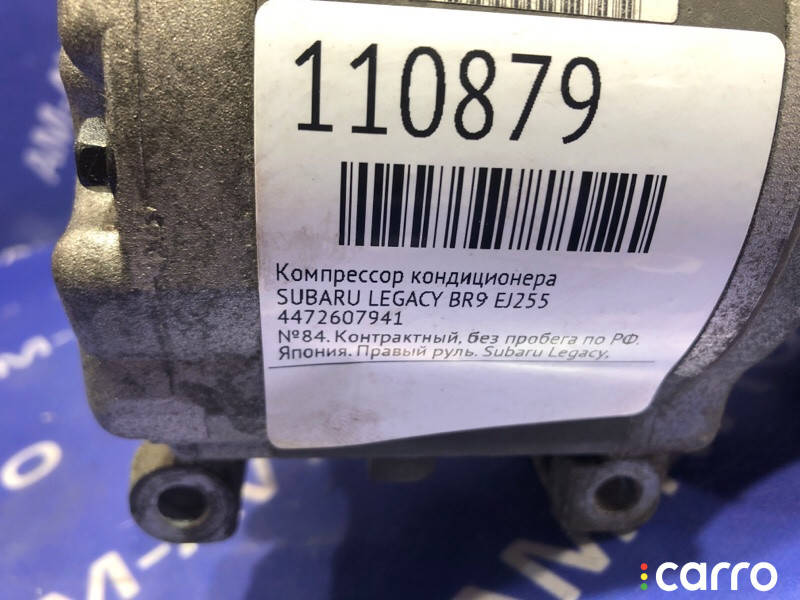 110879
Компрессор кондиционера
SUBARU LEGACY BR9 EJ255
4472607941
№84. Контрактный, без пробега по РФ.
Япония. Правый руль. Subaru Legacy,
carro